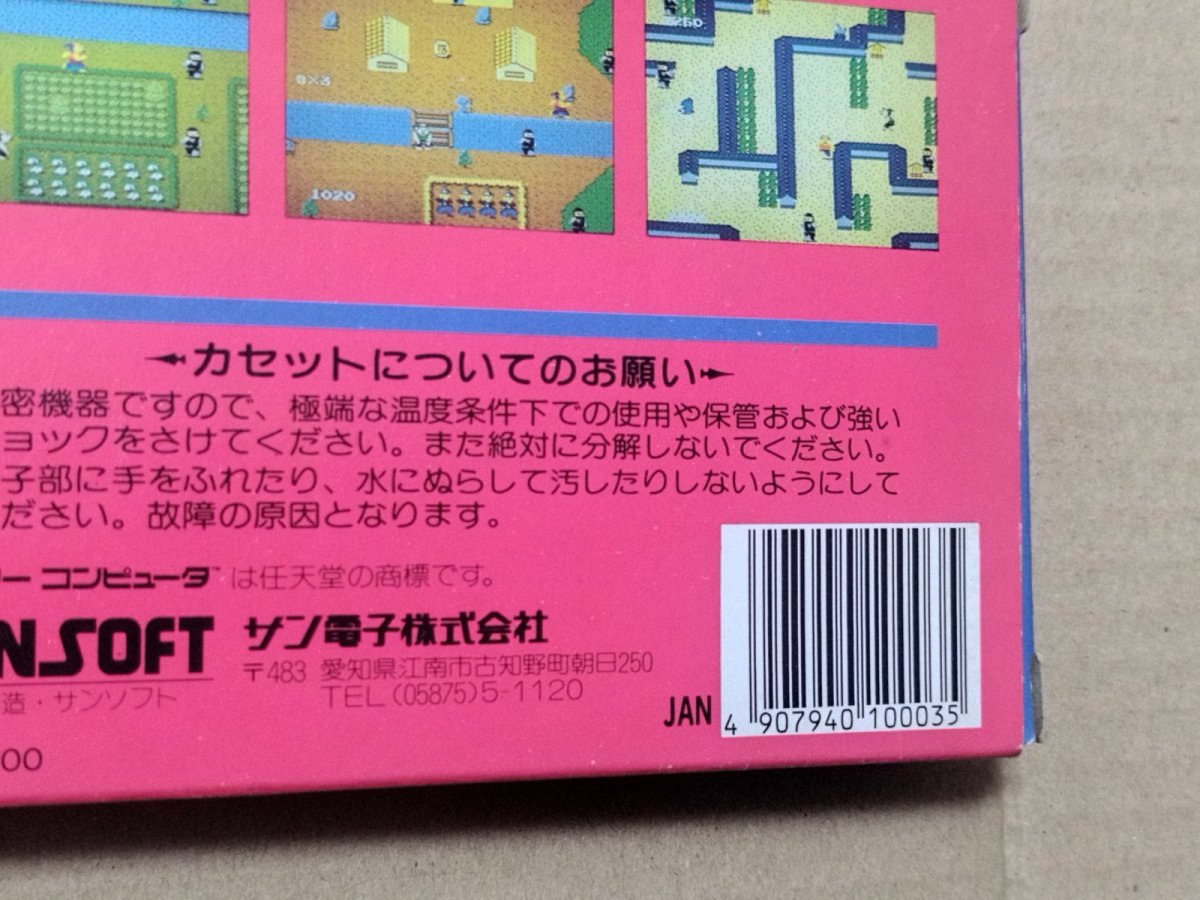 0×3
1020
カセットについてのお願い
密機器ですので、極端な温度条件下での使用や保管および強い
ョックをさけてください。また絶対に分解しないでください。
子部に手をふれたり、水にぬらして汚したりしないようにして
ださい。故障の原因となります。
ー コンピュータ™ は任天堂の商標です。
NSOFT サン電子株式会社
〒483 愛知県江南市古知野町朝日250
造・サンソフト TEL (05875)5-1120
JAN 4 907940 100035
00